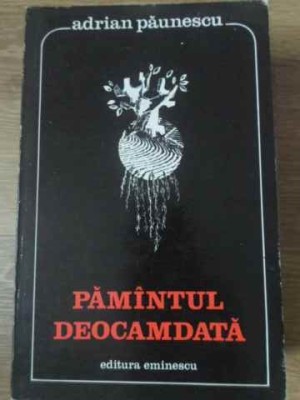 adrian păunescu
PĂMÎNTUL
DEOCAMDATĂ
editura eminescu